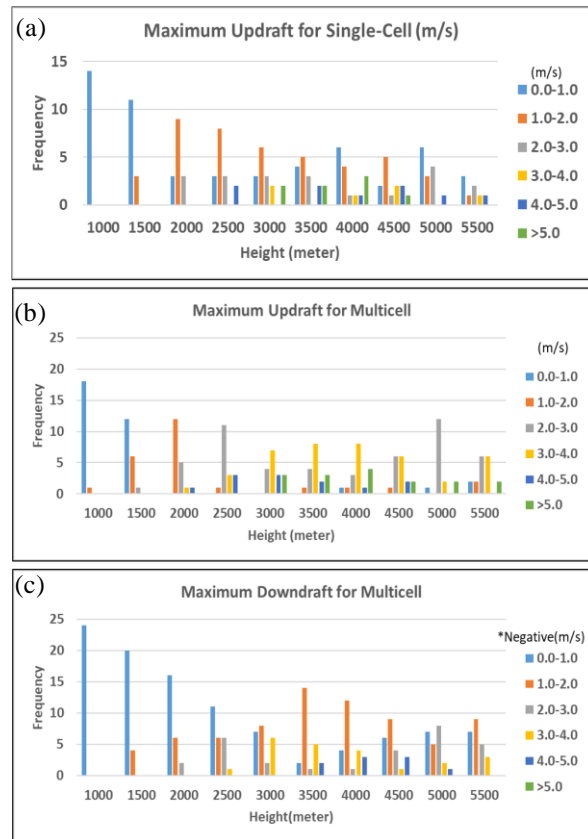 (a)
Maximum Updraft for Single-Cell (m/s)
15
10
5
0
Frequency
1000 1500 2000 2500 3000 3500 4000 4500 5000 5500
Height (meter)
(m/s)
0.0-1.0
1.0-2.0
2.0-3.0
3.0-4.0
4.0-5.0
>5.0
(b)
Maximum Updraft for Multicell
25
20
15
10
5
0
Frequency
1000 1500 2000 2500 3000 3500 4000 4500 5000 5500
Height (meter)
(m/s)
0.0-1.0
1.0-2.0
2.0-3.0
3.0-4.0
4.0-5.0
>5.0
(c)
Maximum Downdraft for Multicell
25
20
15
10
5
0
Frequency
1000 1500 2000 2500 3000 3500 4000 4500 5000 5500
Height(meter)
*Negative(m/s)
0.0-1.0
1.0-2.0
2.0-3.0
3.0-4.0
4.0-5.0
>5.0